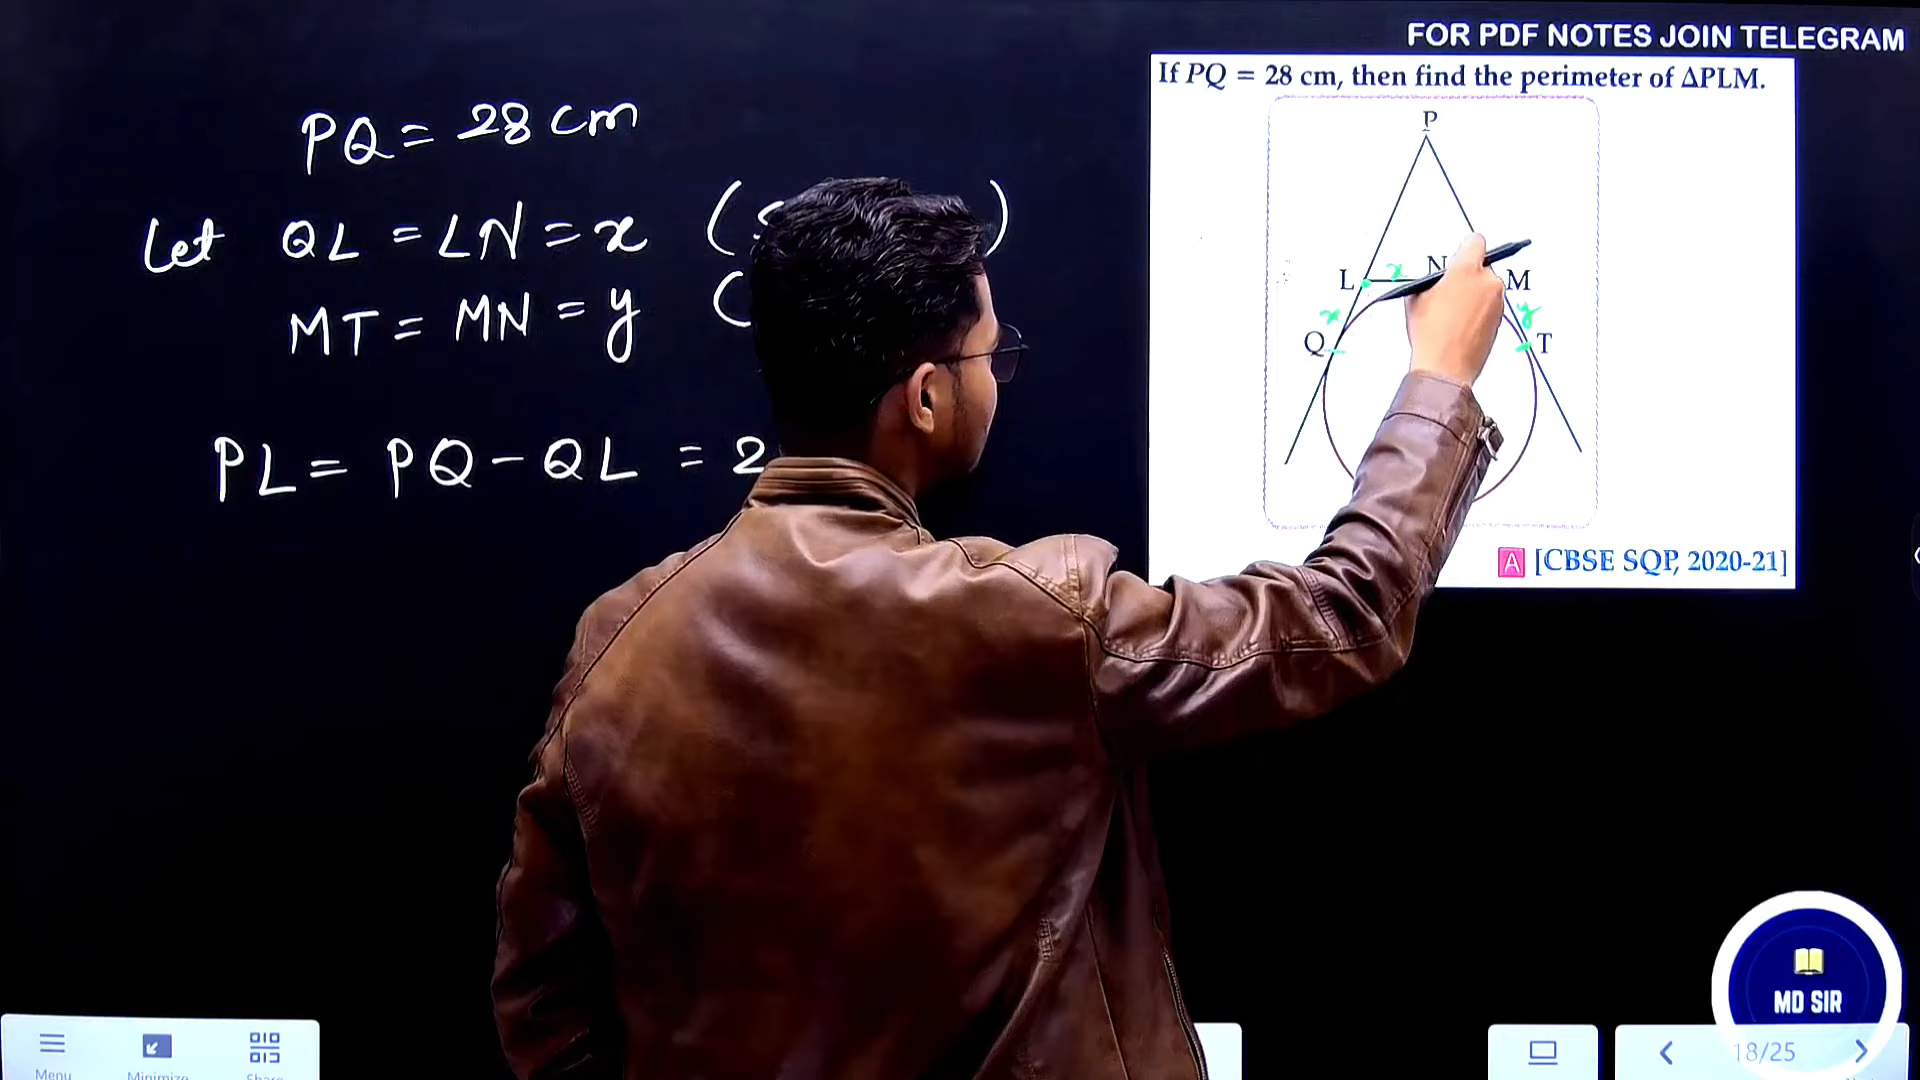 FOR PDF NOTES JOIN TELEGRAM
If PQ = 28 cm, then find the perimeter of ΔPLM.
P
L x N M
x y
Q T
A [CBSE SQP, 2020-21]
PQ = 28 cm
Let QL = LN = x ( )
MT = MN = y (
PL = PQ - QL = 2
MD SIR
Menu Minimize Share
18/25